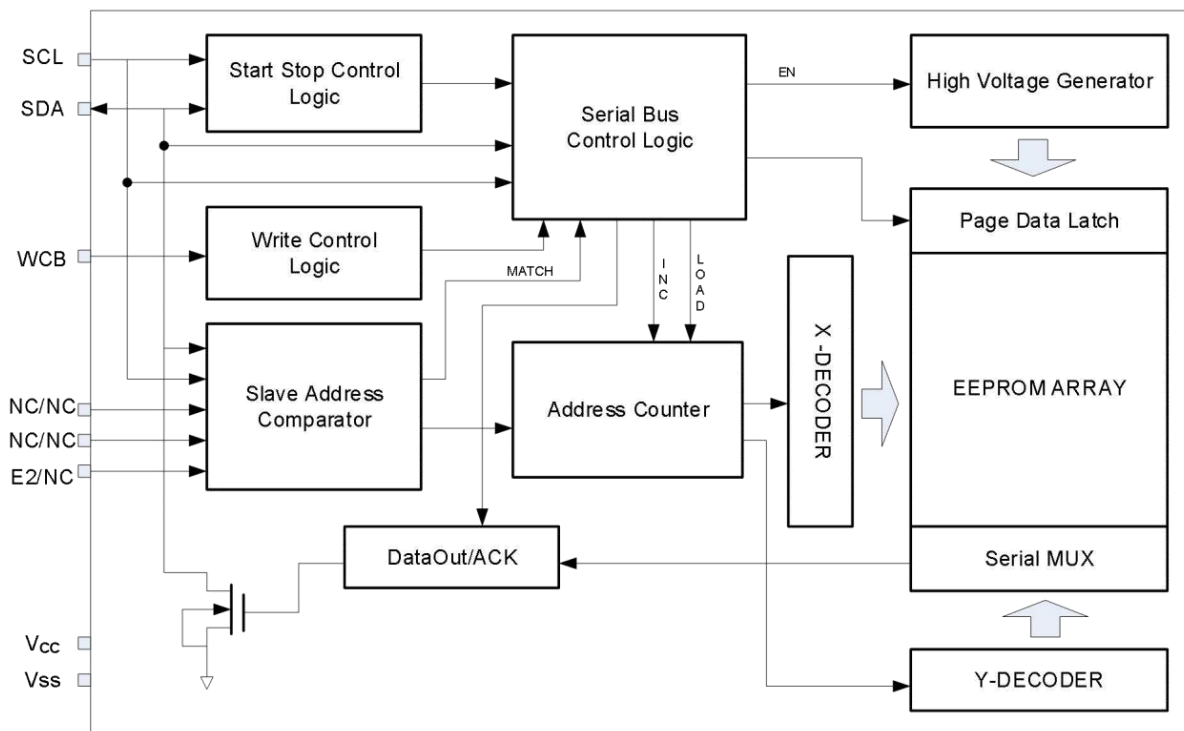 SCL
SDA
WCB
NC/NC
NC/NC
E2/NC
Vcc
Vss
Start Stop Control
Logic
Write Control
Logic
Slave Address
Comparator
MATCH
Serial Bus
Control Logic
EN
INC
LOAD
Address Counter
DataOut/ACK
X -DECODER
High Voltage Generator
Page Data Latch
EEPROM ARRAY
Serial MUX
Y-DECODER